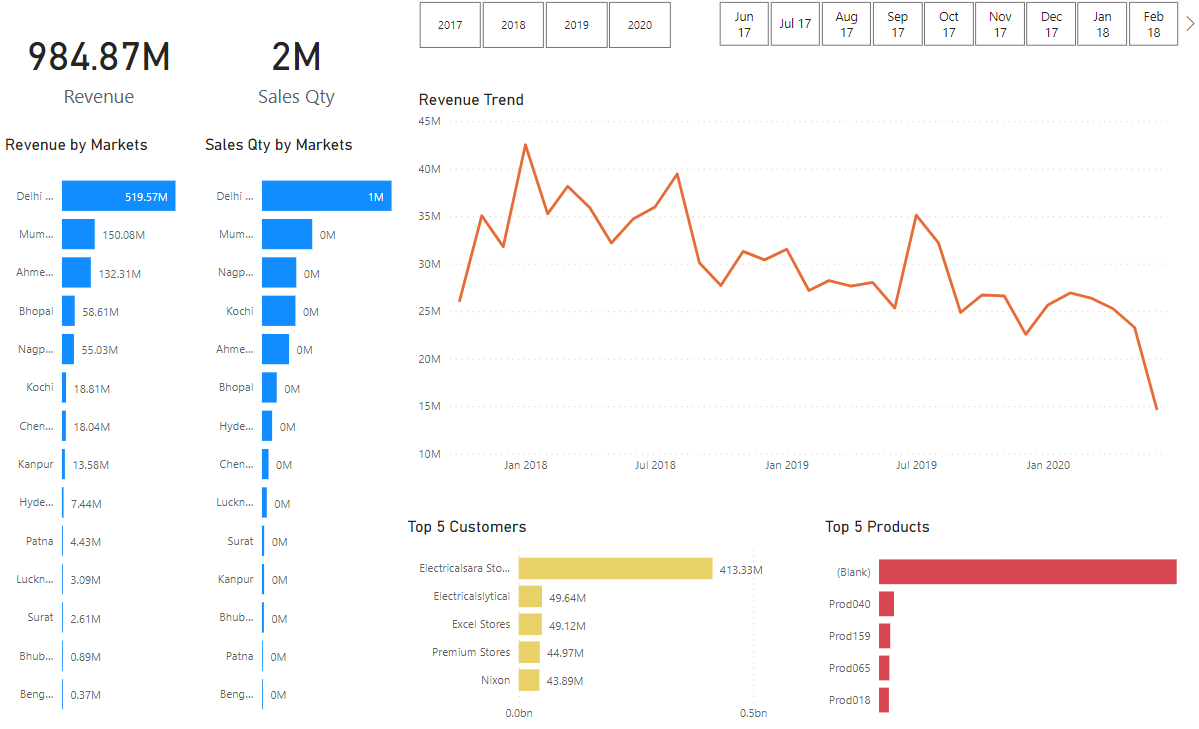 2017
2018
2019
2020
Jun
17
Jul 17
Aug
17
Sep
17
Oct
17
Nov
17
Dec
17
Jan
18
Feb
18
984.87M
Revenue
2M
Sales Qty
Revenue by Markets
Delhi ...
519.57M
Mum...
150.08M
Ahme...
132.31M
Bhopal
58.61M
Nagp...
55.03M
Kochi
18.81M
Chen...
18.04M
Kanpur
13.58M
Hyde...
7.44M
Patna
4.43M
Luckn...
3.09M
Surat
2.61M
Bhub...
0.89M
Beng...
0.37M
Sales Qty by Markets
Delhi ...
1M
Mum...
0M
Nagp...
0M
Kochi
0M
Ahme...
0M
Bhopal
0M
Hyde...
0M
Chen...
0M
Luckn...
0M
Surat
0M
Kanpur
0M
Bhub...
0M
Patna
0M
Beng...
0M
Revenue Trend
45M
40M
35M
30M
25M
20M
15M
10M
Jan 2018
Jul 2018
Jan 2019
Jul 2019
Jan 2020
Top 5 Customers
Electricalsara Sto...
413.33M
Electricalslytical
49.64M
Excel Stores
49.12M
Premium Stores
44.97M
Nixon
43.89M
0.0bn
0.5bn
Top 5 Products
(Blank)
Prod040
Prod159
Prod065
Prod018